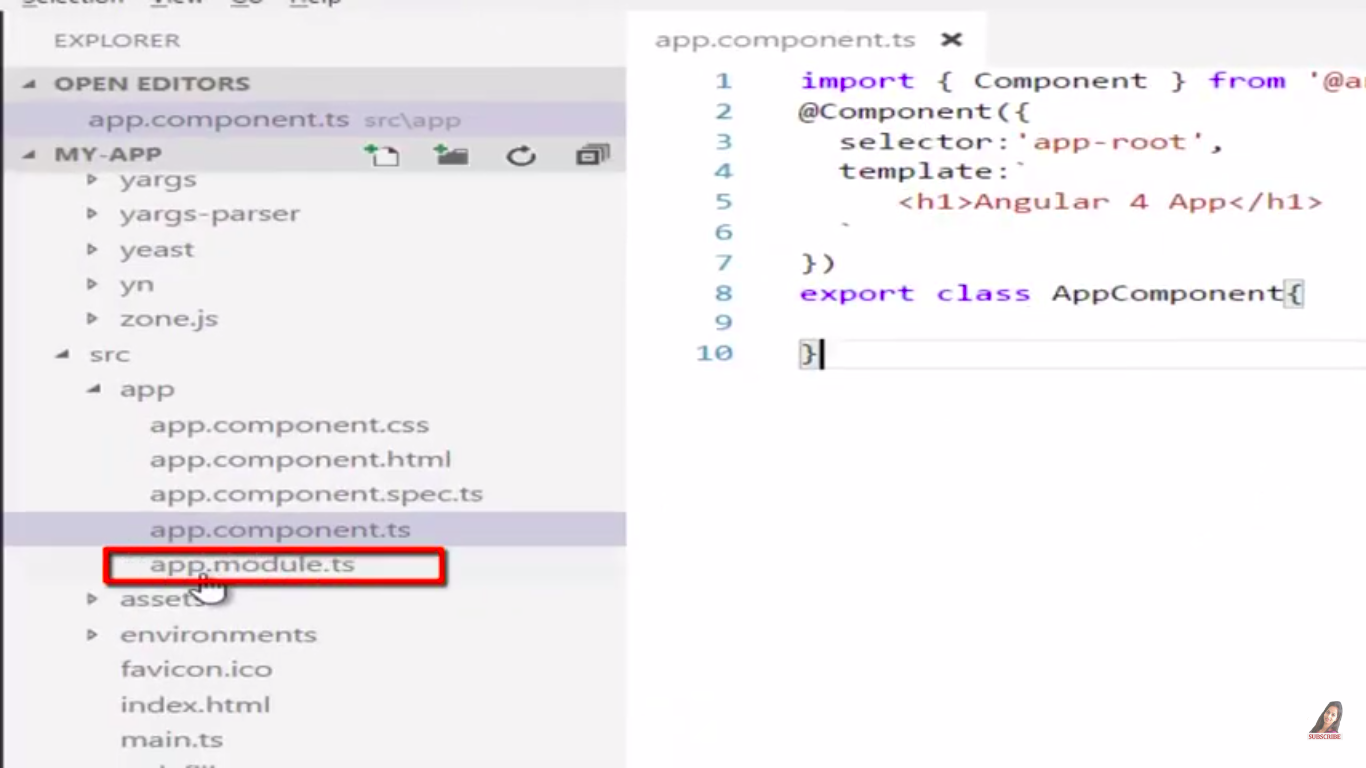 Selection View Go Help
EXPLORER
OPEN EDITORS
app.component.ts src\app
MY-APP
yargs
yargs-parser
yeast
yn
zone.js
src
app
app.component.css
app.component.html
app.component.spec.ts
app.component.ts
app.module.ts
assets
environments
favicon.ico
index.html
main.ts
app.component.ts
1 import { Component } from '@a
2 @Component({
3 selector:'app-root',
4 template:`
5 <h1>Angular 4 App</h1>
6 `
7 })
8 export class AppComponent{
9
10 }
SUBSCRIBE